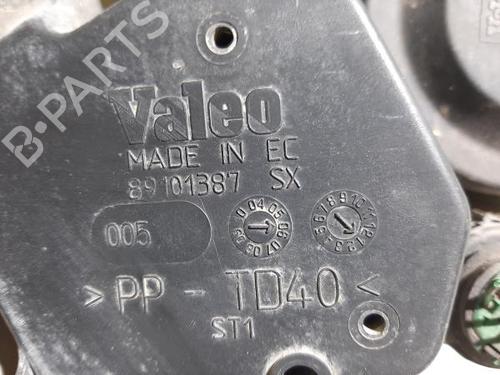 Valeo
MADE IN EC
89101387 SX
005
> PP - TD40 <
ST1
B-PARTS